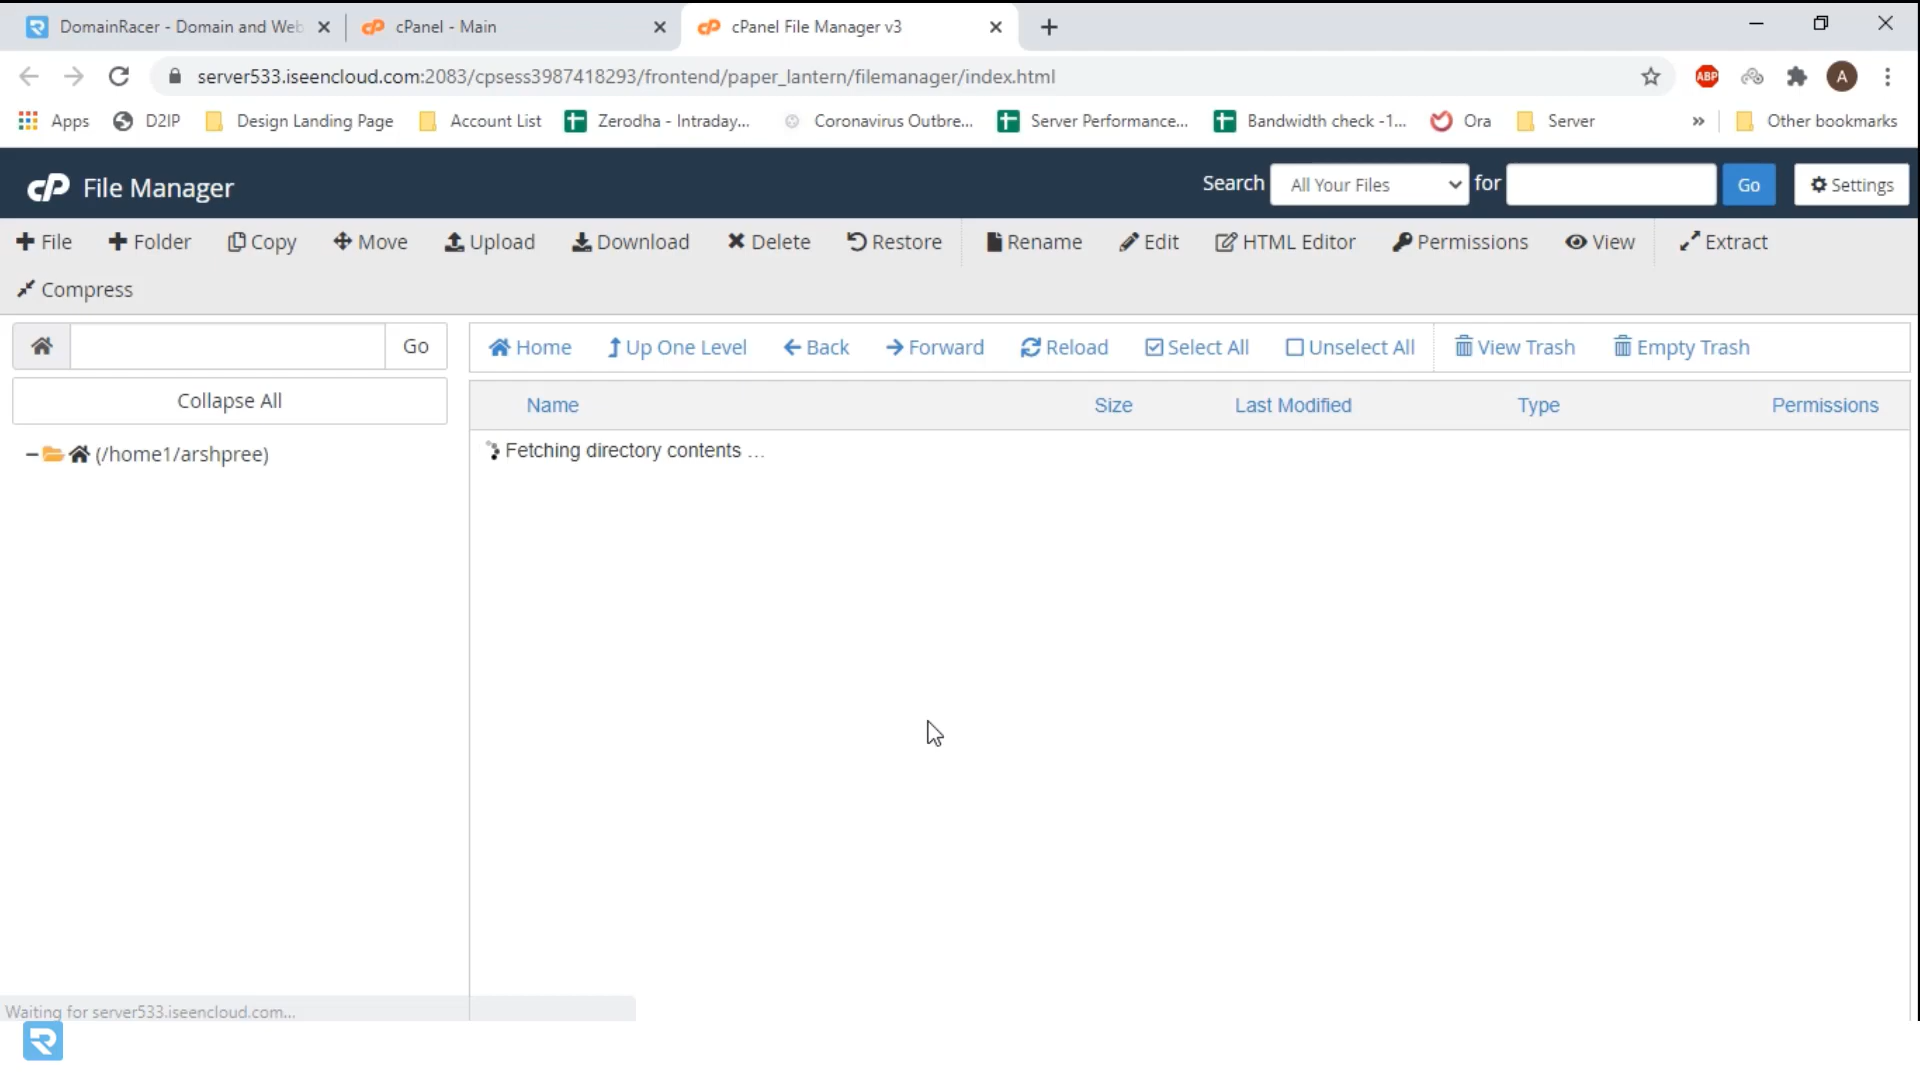 DomainRacer - Domain and Web
cPanel - Main
cPanel File Manager v3
server533.iseencloud.com:2083/cpsess3987418293/frontend/paper_lantern/filemanager/index.html
ABP
A
Apps
D2IP
Design Landing Page
Account List
Zerodha - Intraday...
Coronavirus Outbre...
Server Performance...
Bandwidth check -1...
Ora
Server
»
Other bookmarks
cP File Manager
Search All Your Files for Go Settings
File Folder Copy Move Upload Download Delete Restore Rename Edit HTML Editor Permissions View Extract
Compress
Go
Home Up One Level Back Forward Reload Select All Unselect All View Trash Empty Trash
Collapse All
Name Size Last Modified Type Permissions
(/home1/arshpree)
Fetching directory contents ...
Waiting for server533.iseencloud.com...